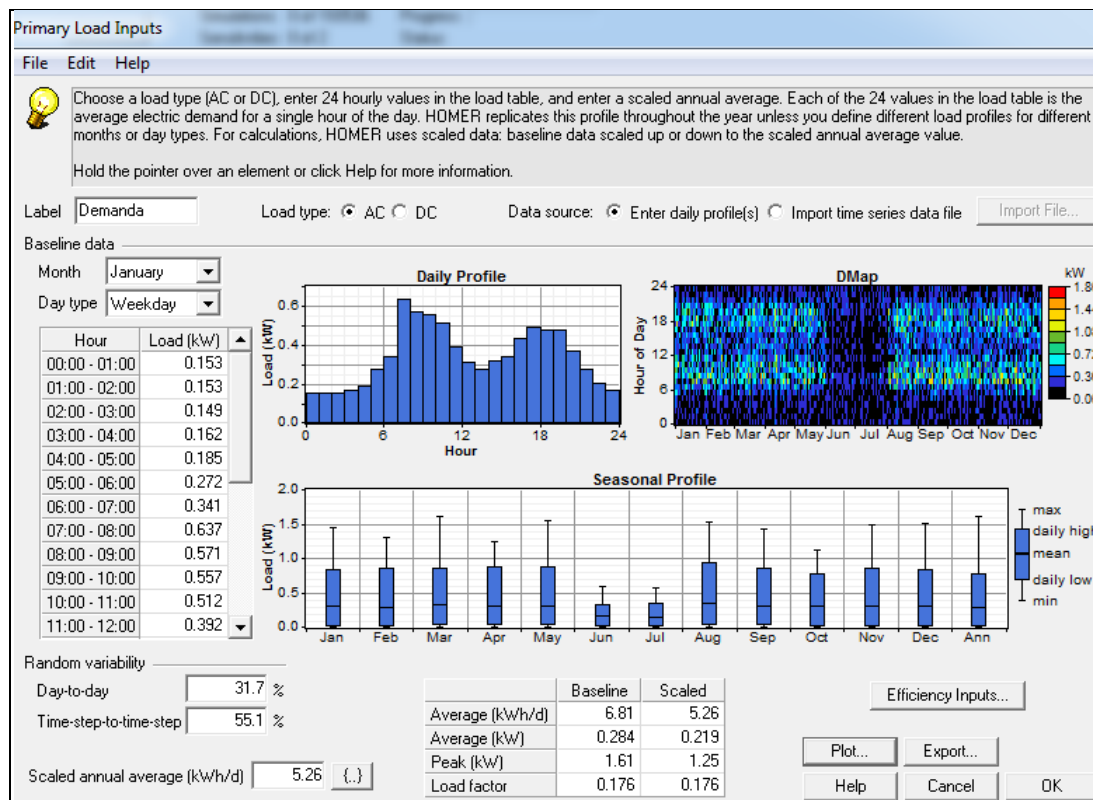 Primary Load Inputs
File Edit Help
Choose a load type (AC or DC), enter 24 hourly values in the load table, and enter a scaled annual average. Each of the 24 values in the load table is the
average electric demand for a single hour of the day. HOMER replicates this profile throughout the year unless you define different load profiles for different
months or day types. For calculations, HOMER uses scaled data: baseline data scaled up or down to the scaled annual average value.
Hold the pointer over an element or click Help for more information.
Label Demanda Load type: AC DC Data source: Enter daily profile(s) Import time series data file Import File...
Baseline data
Month January
Day type Weekday
Hour Load (kW)
00:00 - 01:00 0.153
01:00 - 02:00 0.153
02:00 - 03:00 0.149
03:00 - 04:00 0.162
04:00 - 05:00 0.185
05:00 - 06:00 0.272
06:00 - 07:00 0.341
07:00 - 08:00 0.637
08:00 - 09:00 0.571
09:00 - 10:00 0.557
10:00 - 11:00 0.512
11:00 - 12:00 0.392
Daily Profile
Load (kW)
0.6
0.4
0.2
0.0
0 6 12 18 24
Hour
DMap
Hour of Day
24
18
12
6
0
Jan Feb Mar Apr May Jun Jul Aug Sep Oct Nov Dec
kW
1.80
1.44
1.08
0.72
0.36
0.00
Seasonal Profile
Load (kW)
2.0
1.5
1.0
0.5
0.0
Jan Feb Mar Apr May Jun Jul Aug Sep Oct Nov Dec Ann
max
daily high
mean
daily low
min
Random variability
Day-to-day 31.7 %
Time-step-to-time-step 55.1 %
Scaled annual average (kWh/d) 5.26 {..}
Baseline Scaled
Average (kWh/d) 6.81 5.26
Average (kW) 0.284 0.219
Peak (kW) 1.61 1.25
Load factor 0.176 0.176
Efficiency Inputs...
Plot... Export...
Help Cancel OK